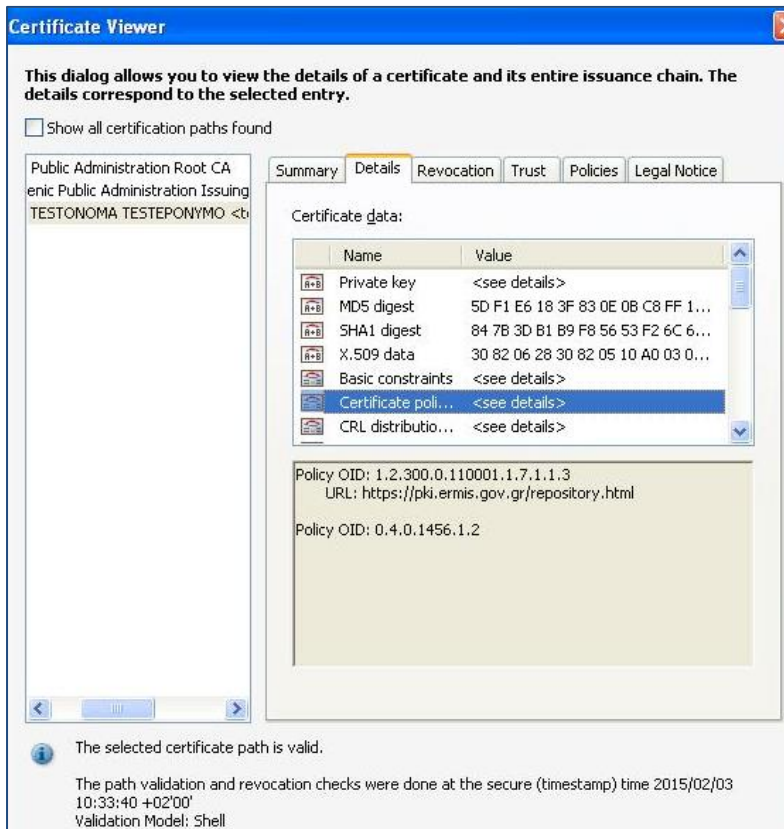 Certificate Viewer
This dialog allows you to view the details of a certificate and its entire issuance chain. The
details correspond to the selected entry.
Show all certification paths found
Public Administration Root CA
enic Public Administration Issuing
TESTONOMA TESTEPONYMO <te
Summary Details Revocation Trust Policies Legal Notice
Certificate data:
Name Value
Private key <see details>
MD5 digest 5D F1 E6 18 3F 83 0E 0B C8 FF 1...
SHA1 digest 84 7B 3D B1 B9 F8 56 53 F2 6C 6...
X.509 data 30 82 06 28 30 82 05 10 A0 03 0...
Basic constraints <see details>
Certificate poli... <see details>
CRL distributio... <see details>
Policy OID: 1.2.300.0.110001.1.7.1.1.3
URL: https://pki.ermis.gov.gr/repository.html
Policy OID: 0.4.0.1456.1.2
The selected certificate path is valid.
The path validation and revocation checks were done at the secure (timestamp) time 2015/02/03
10:33:40 +02'00'
Validation Model: Shell